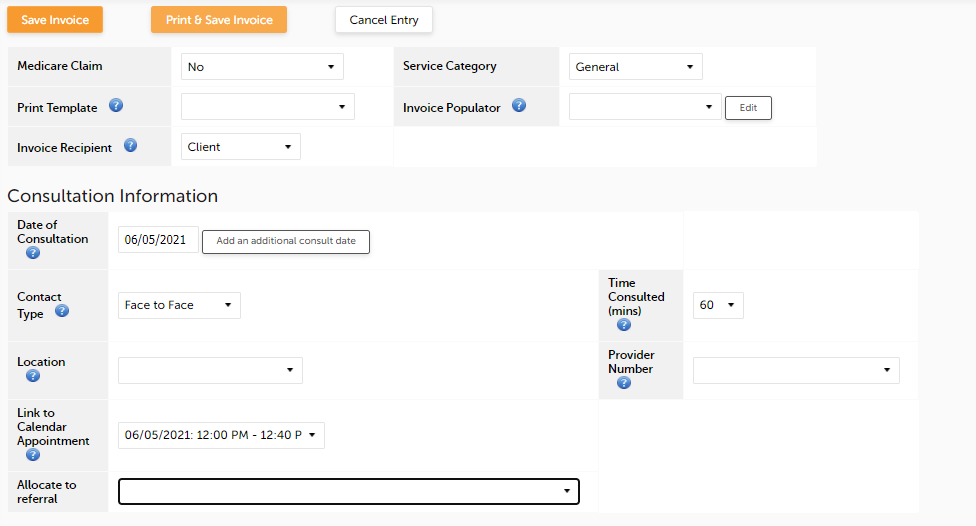 Save Invoice Print & Save Invoice Cancel Entry
Medicare Claim No Service Category General
Print Template ? Invoice Populator ? Edit
Invoice Recipient ? Client
Consultation Information
Date of
Consultation
?
06/05/2021 Add an additional consult date
Contact
Type ?
Face to Face
Time
Consulted
(mins)
?
60
Location
?
Provider
Number
?
Link to
Calendar
Appointment
?
06/05/2021: 12:00 PM - 12:40 P
Allocate to
referral